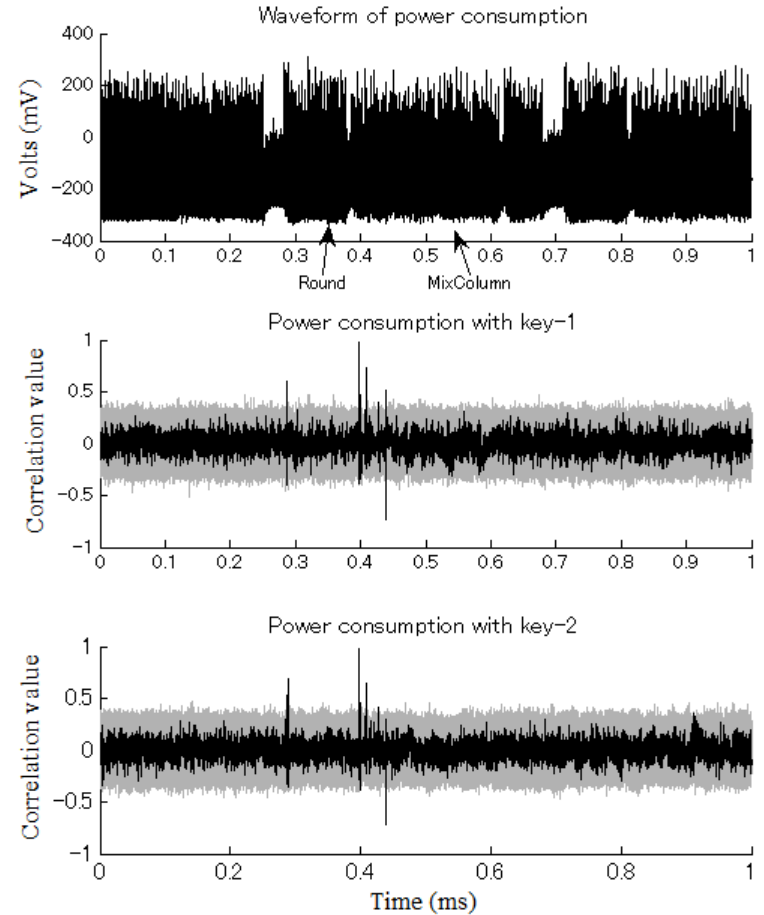 Waveform of power consumption
400
200
0
−200
−400
Volts (mV)
0 0.1 0.2 0.3 0.4 0.5 0.6 0.7 0.8 0.9 1
Round MixColumn
Power consumption with key-1
1
0.5
0
−0.5
−1
Correlation value
0 0.1 0.2 0.3 0.4 0.5 0.6 0.7 0.8 0.9 1
Power consumption with key-2
1
0.5
0
−0.5
−1
Correlation value
0 0.2 0.4 0.6 0.8 1
Time (ms)